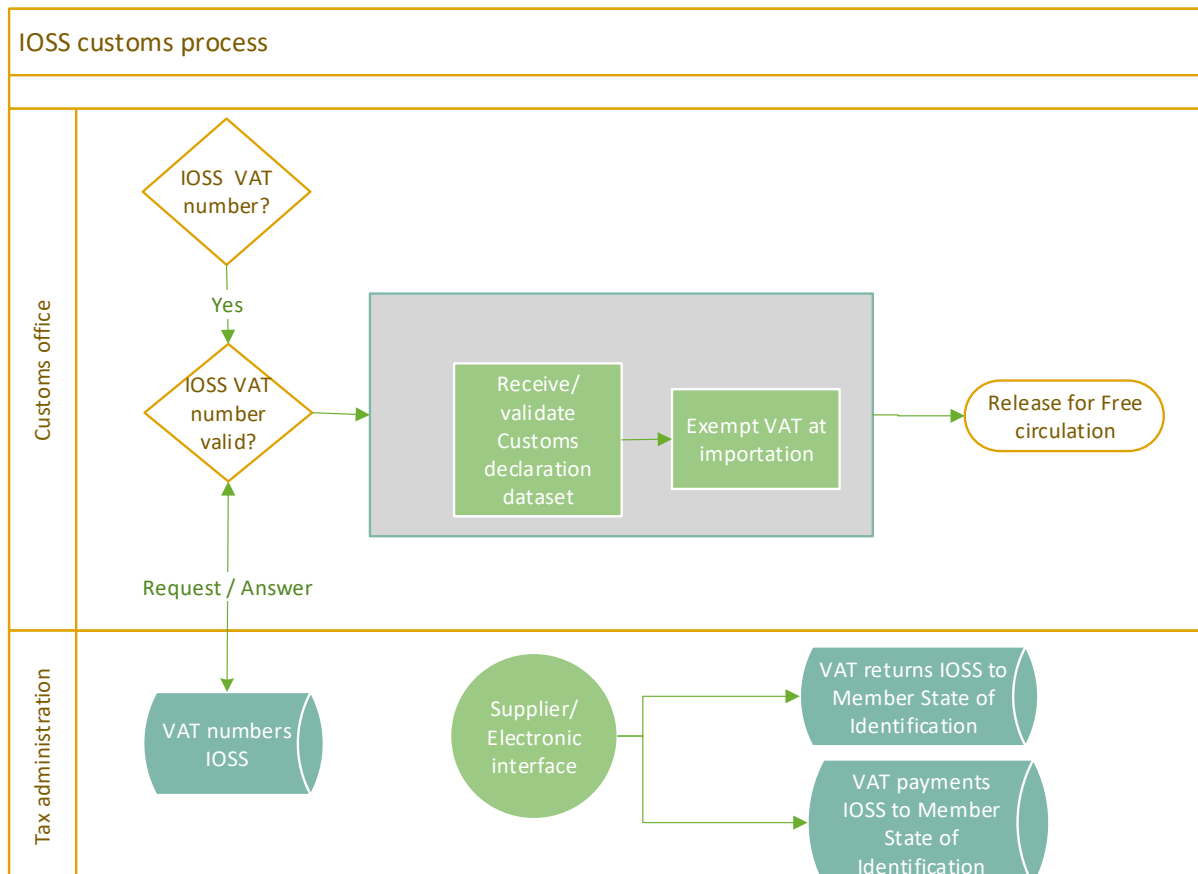 IOSS customs process
Customs office
IOSS VAT
number?
Yes
IOSS VAT
number
valid?
Receive/
validate
Customs
declaration
dataset
Exempt VAT at
importation
Release for Free
circulation
Request / Answer
Tax administration
VAT numbers
IOSS
Supplier/
Electronic
interface
VAT returns IOSS to
Member State of
Identification
VAT payments
IOSS to Member
State of
Identification